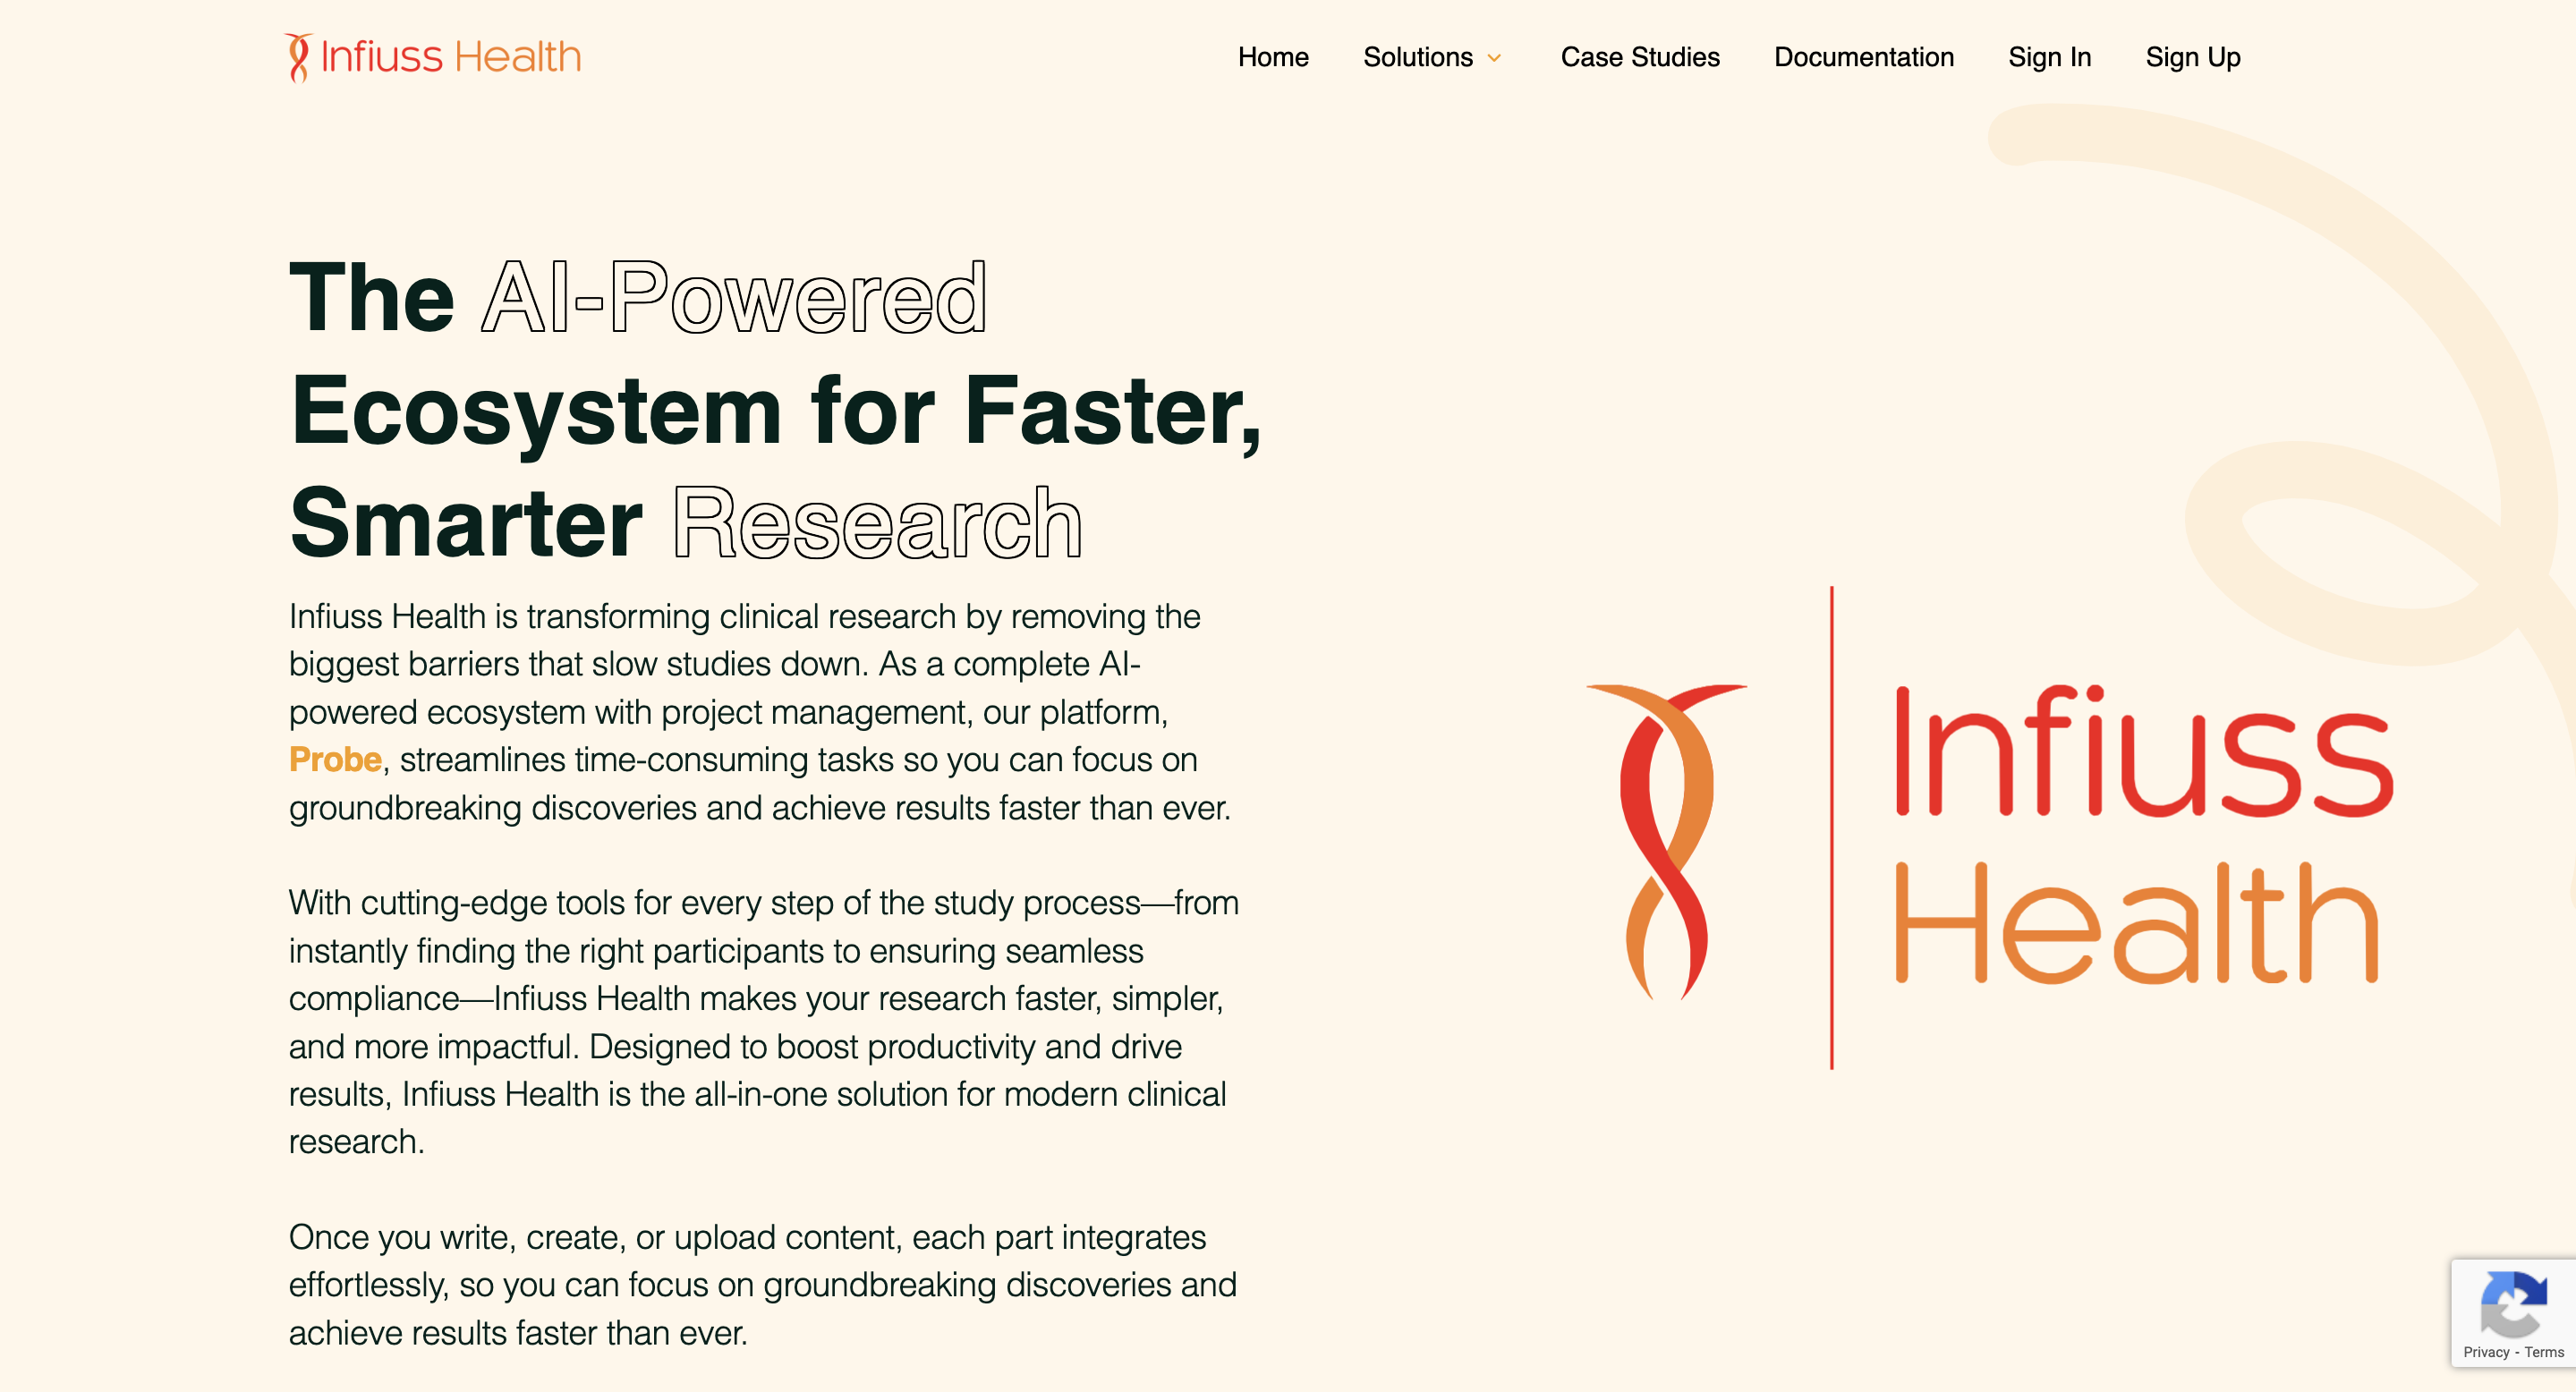 Infiuss Health
Home Solutions Case Studies Documentation Sign In Sign Up
The AI-Powered
Ecosystem for Faster,
Smarter Research
Infiuss Health is transforming clinical research by removing the
biggest barriers that slow studies down. As a complete AI-
powered ecosystem with project management, our platform,
Probe, streamlines time-consuming tasks so you can focus on
groundbreaking discoveries and achieve results faster than ever.
With cutting-edge tools for every step of the study process—from
instantly finding the right participants to ensuring seamless
compliance—Infiuss Health makes your research faster, simpler,
and more impactful. Designed to boost productivity and drive
results, Infiuss Health is the all-in-one solution for modern clinical
research.
Once you write, create, or upload content, each part integrates
effortlessly, so you can focus on groundbreaking discoveries and
achieve results faster than ever.
Infiuss
Health
Privacy - Terms